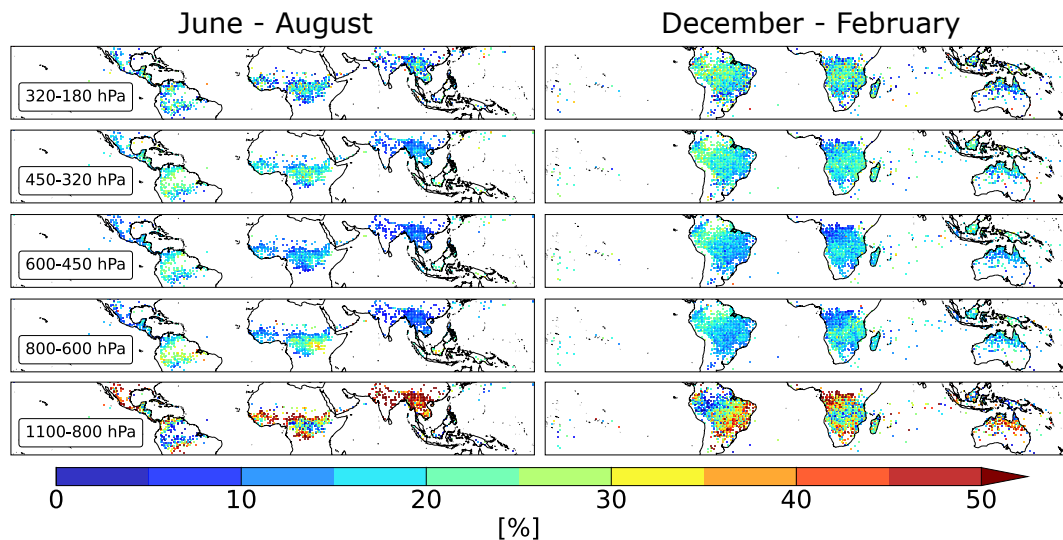 June - August
December - February
320-180 hPa
450-320 hPa
600-450 hPa
800-600 hPa
1100-800 hPa
0 10 20 30 40 50
[%]